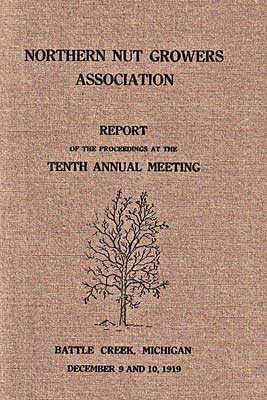 NORTHERN NUT GROWERS
ASSOCIATION
REPORT
OF THE PROCEEDINGS AT THE
TENTH ANNUAL MEETING
BATTLE CREEK, MICHIGAN
DECEMBER 9 AND 10, 1919